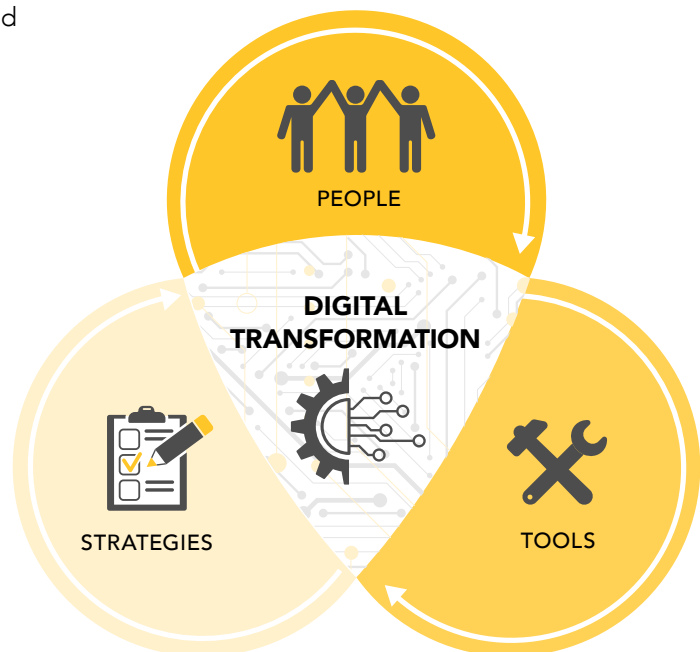 d
PEOPLE
DIGITAL
TRANSFORMATION
STRATEGIES
TOOLS